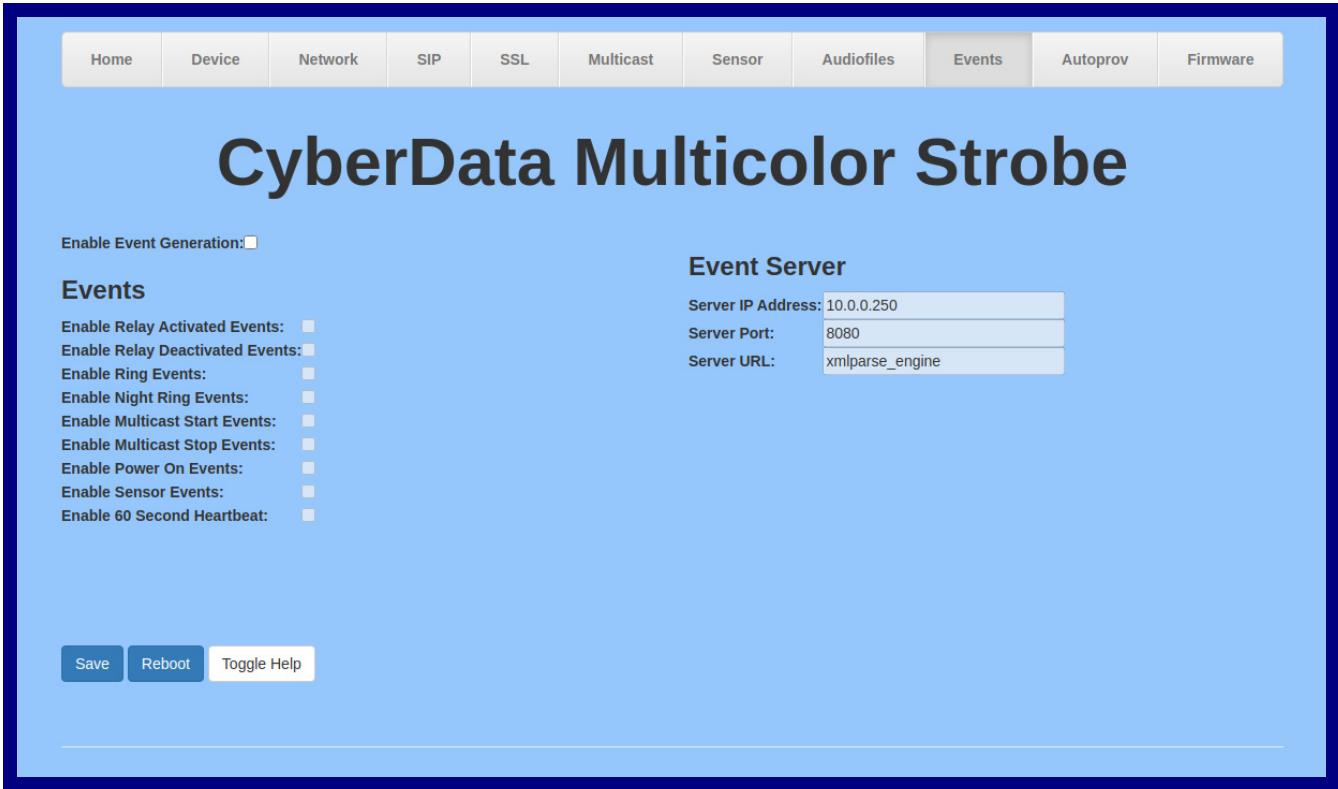 Home Device Network SIP SSL Multicast Sensor Audiofiles Events Autoprov Firmware
CyberData Multicolor Strobe
Enable Event Generation:
Events
Enable Relay Activated Events:
Enable Relay Deactivated Events:
Enable Ring Events:
Enable Night Ring Events:
Enable Multicast Start Events:
Enable Multicast Stop Events:
Enable Power On Events:
Enable Sensor Events:
Enable 60 Second Heartbeat:
Event Server
Server IP Address: 10.0.0.250
Server Port: 8080
Server URL: xmlparse_engine
Save Reboot Toggle Help